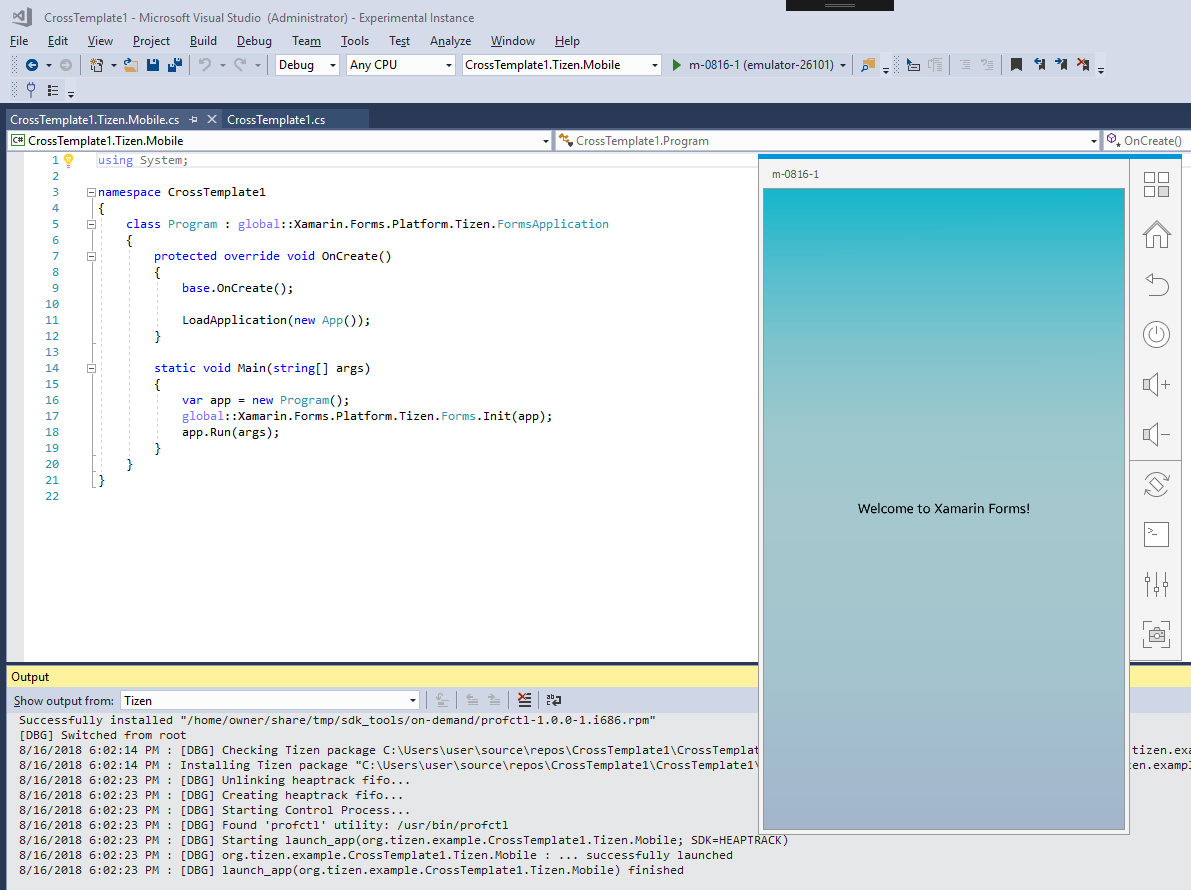 CrossTemplate1 - Microsoft Visual Studio (Administrator) - Experimental Instance
File Edit View Project Build Debug Team Tools Test Analyze Window Help
Debug Any CPU CrossTemplate1.Tizen.Mobile m-0816-1 (emulator-26101)
CrossTemplate1.Tizen.Mobile.cs CrossTemplate1.cs
C# CrossTemplate1.Tizen.Mobile CrossTemplate1.Program OnCreate()
1 using System;
2
3 namespace CrossTemplate1
4 {
5 class Program : global::Xamarin.Forms.Platform.Tizen.FormsApplication
6 {
7 protected override void OnCreate()
8 {
9 base.OnCreate();
10
11 LoadApplication(new App());
12 }
13
14 static void Main(string[] args)
15 {
16 var app = new Program();
17 global::Xamarin.Forms.Platform.Tizen.Forms.Init(app);
18 app.Run(args);
19 }
20 }
21 }
22
m-0816-1
Welcome to Xamarin Forms!
Output
Show output from: Tizen
Successfully installed "/home/owner/share/tmp/sdk_tools/on-demand/profctl-1.0.0-1.i686.rpm"
[DBG] Switched from root
8/16/2018 6:02:14 PM : [DBG] Checking Tizen package C:\Users\user\source\repos\CrossTemplate1\CrossTemplat tizen.exa
8/16/2018 6:02:14 PM : Installing Tizen package "C:\Users\user\source\repos\CrossTemplate1\CrossTemplate1\ zen.exampl
8/16/2018 6:02:23 PM : [DBG] Unlinking heaptrack fifo...
8/16/2018 6:02:23 PM : [DBG] Creating heaptrack fifo...
8/16/2018 6:02:23 PM : [DBG] Starting Control Process...
8/16/2018 6:02:23 PM : [DBG] Found 'profctl' utility: /usr/bin/profctl
8/16/2018 6:02:23 PM : [DBG] Starting launch_app(org.tizen.example.CrossTemplate1.Tizen.Mobile; SDK=HEAPTRACK)
8/16/2018 6:02:23 PM : [DBG] org.tizen.example.CrossTemplate1.Tizen.Mobile : ... successfully launched
8/16/2018 6:02:23 PM : [DBG] launch_app(org.tizen.example.CrossTemplate1.Tizen.Mobile) finished